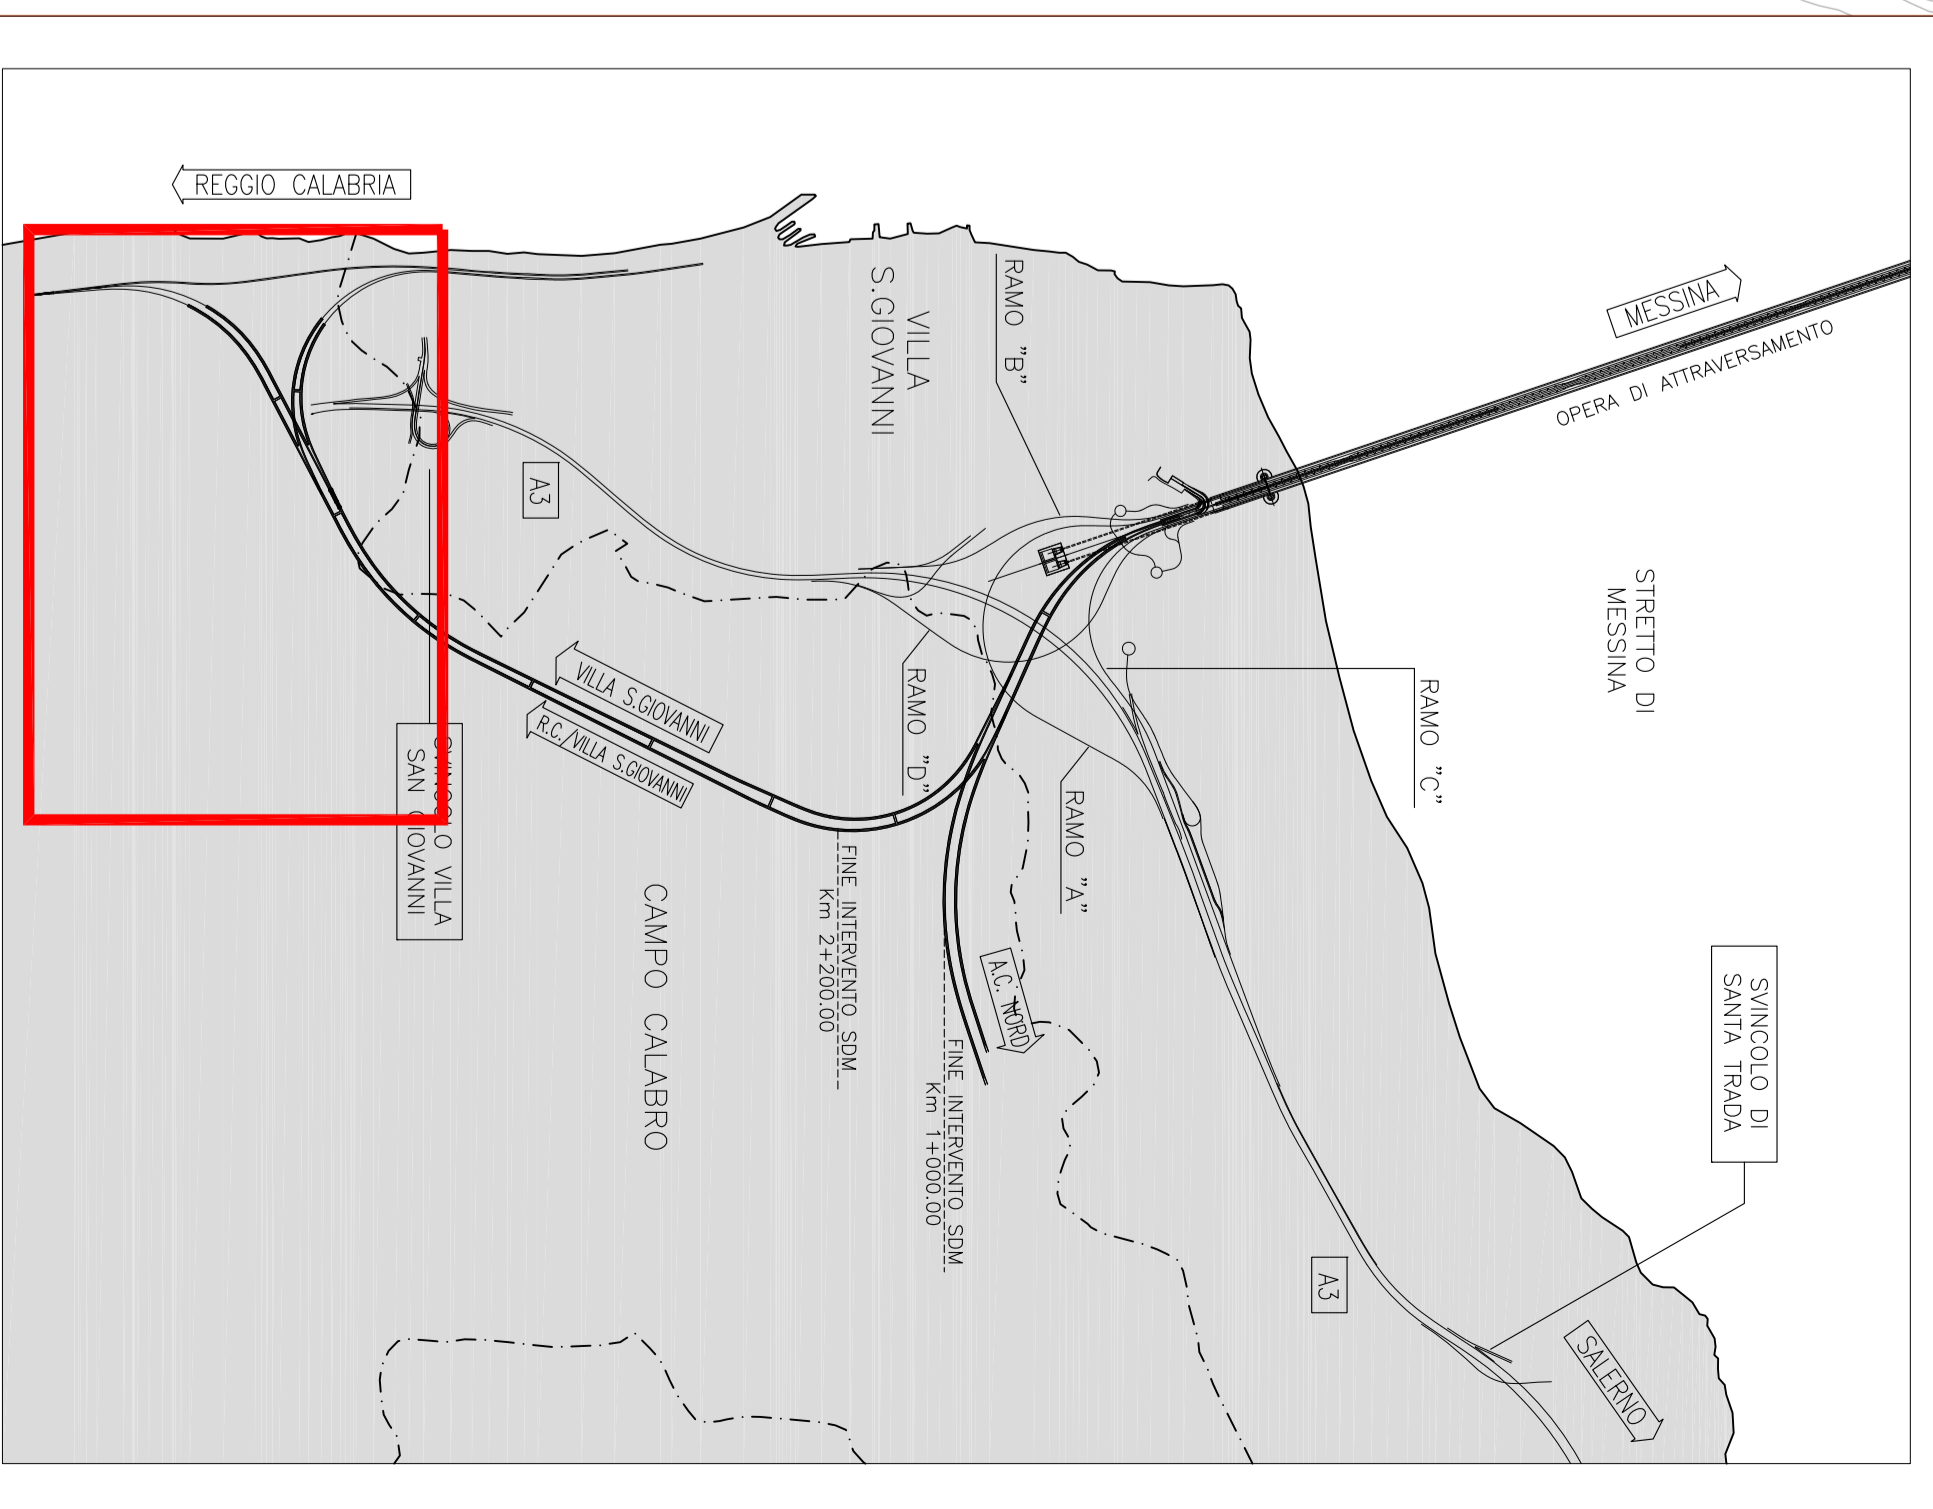 REGGIO CALABRIA
MESSINA
OPERA DI ATTRAVERSAMENTO
VILLA
S.GIOVANNI
RAMO "B"
A3
STRETTO DI
MESSINA
VILLA S.GIOVANNI
R.C./VILLA S.GIOVANNI
RAMO "D"
RAMO "C"
RAMO "A"
SVINCOLO VILLA
SAN GIOVANNI
CAMPO CALABRO
FINE INTERVENTO SDM
Km 2+200.00
A.C. NORD
FINE INTERVENTO SDM
Km 1+000.00
SVINCOLO DI
SANTA TRADA
A3
SALERNO